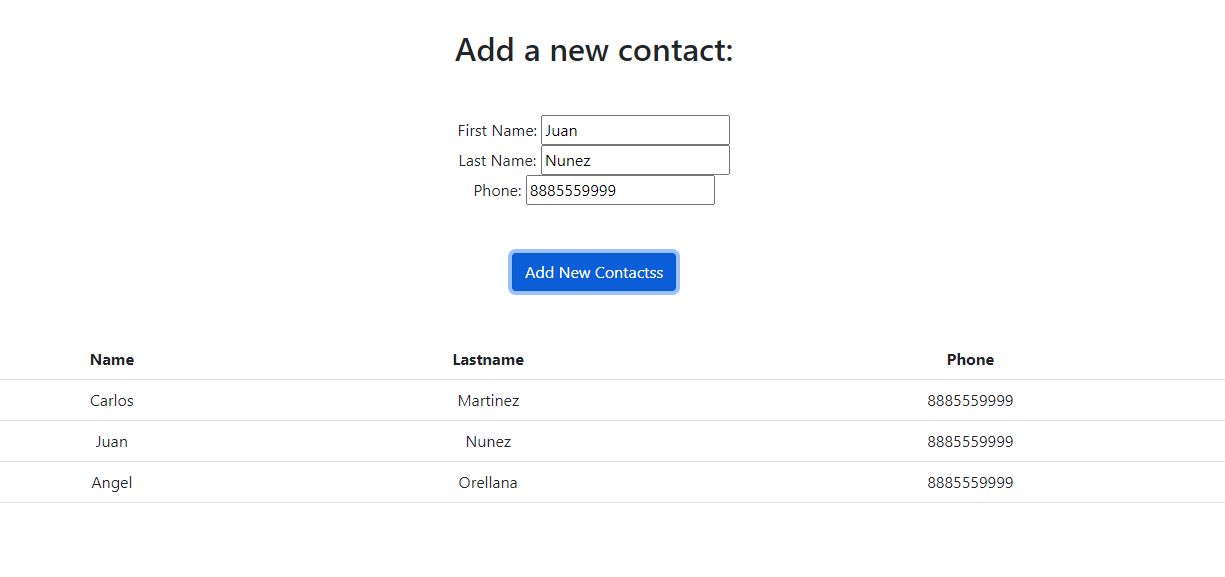 Add a new contact:
First Name: Juan
Last Name: Nunez
Phone: 8885559999
Add New Contactss
Name Lastname Phone
Carlos Martinez 8885559999
Juan Nunez 8885559999
Angel Orellana 8885559999